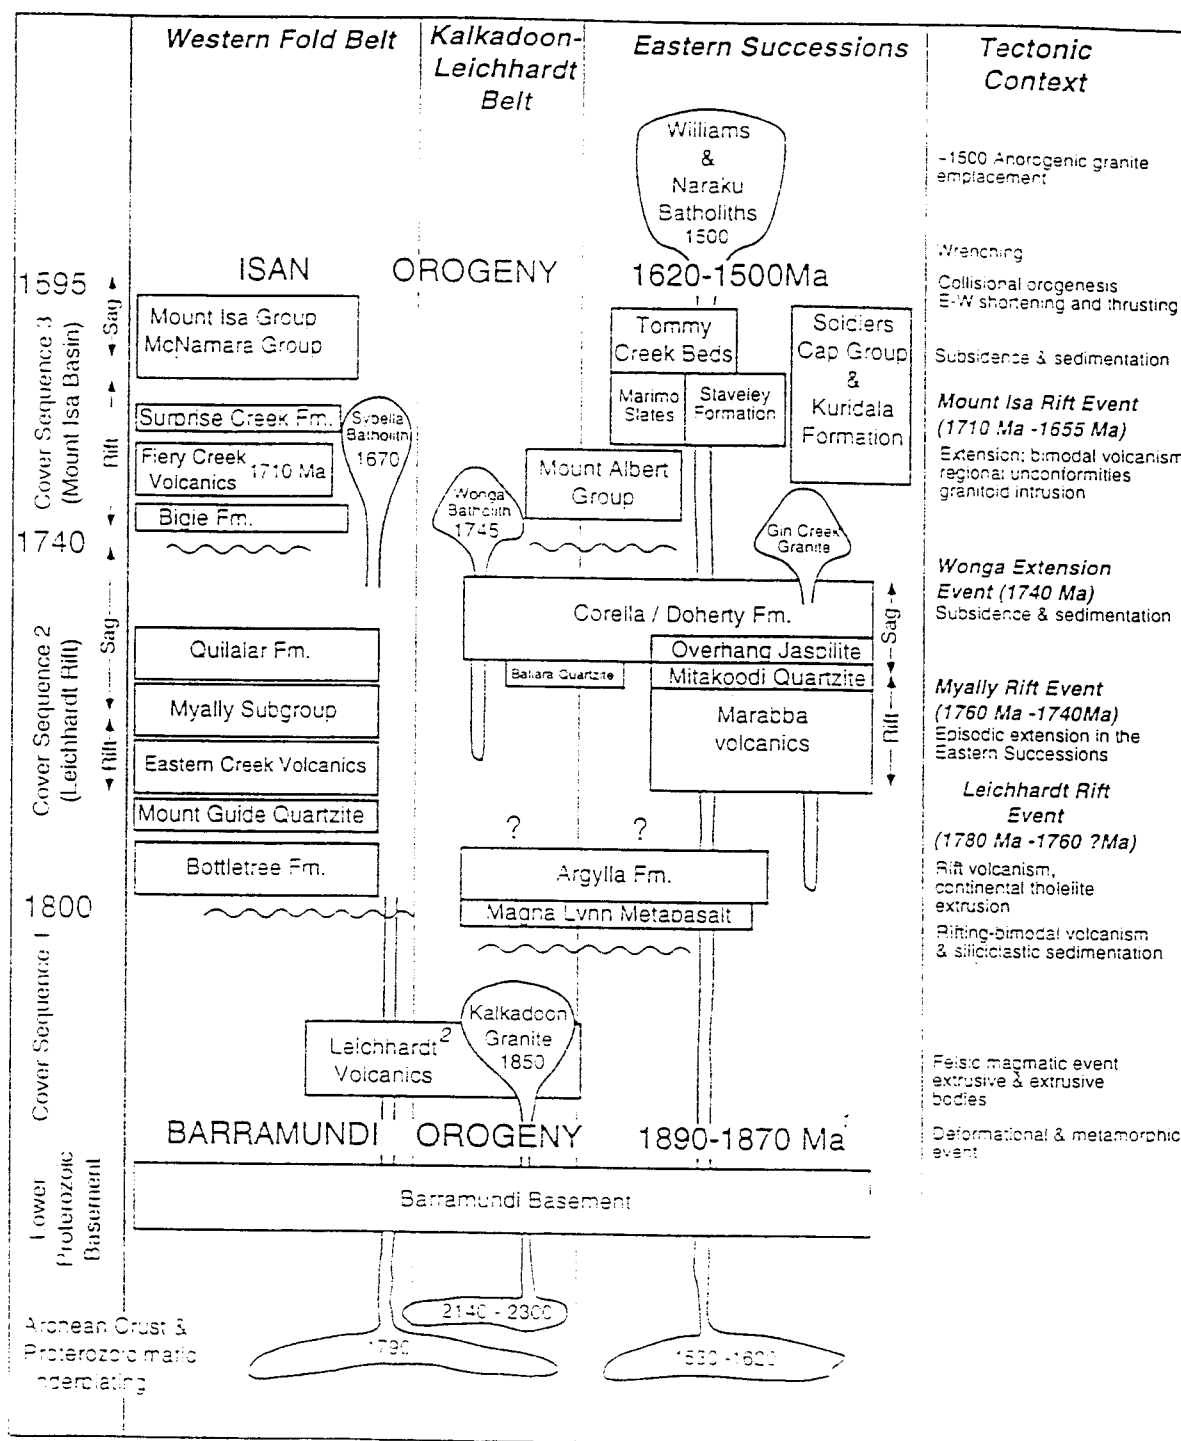 Western Fold Belt
Kalkadoon-
Leichhardt
Belt
Eastern Successions
Tectonic
Context
Williams
&
Naraku
Batholiths
1500
~1500 Anorogenic granite
emplacement
Wrenching
ISAN OROGENY 1620-1500Ma
Collisional orogenesis
E-W shortening and thrusting
1595
Cover Sequence 3
(Mount Isa Basin)
Sag
Rift
Mount Isa Group
McNamara Group
Tommy
Creek Beds
Soldiers
Cap Group
&
Kuridala
Formation
Subsidence & sedimentation
Marimo
Slates
Staveley
Formation
Mount Isa Rift Event
(1710 Ma -1655 Ma)
Extension; bimodal volcanism
regional unconformities
granitoid intrusion
Surprise Creek Fm.
Sybella
Batholith
1670
Fiery Creek
Volcanics
1710 Ma
Mount Albert
Group
Wonga
Batholith
1745
Bigie Fm.
Gin Creek
Granite
1740
Wonga Extension
Event (1740 Ma)
Subsidence & sedimentation
Cover Sequence 2
(Leichhardt Rift)
Sag
Rift
Corella / Doherty Fm.
Quilalar Fm.
Overhang Jaspilite
Ballara Quartzite
Mitakoodi Quartzite
Sag
Rift
Myally Subgroup
Marabba
volcanics
Myally Rift Event
(1760 Ma -1740Ma)
Episodic extension in the
Eastern Successions
Eastern Creek Volcanics
Mount Guide Quartzite
Leichhardt Rift
Event
(1780 Ma -1760 ?Ma)
? ?
Bottletree Fm.
Argylla Fm.
Rift volcanism,
continental tholeiite
extrusion
1800
Magna Lynn Metabasalt
Rifting-bimodal volcanism
& siliciclastic sedimentation
Cover Sequence 1
Kalkadoon
Granite
1850
Leichhardt 2
Volcanics
Felsic magmatic event
extrusive & extrusive
bodies
BARRAMUNDI OROGENY 1890-1870 Ma
Deformational & metamorphic
event
Lower
Proterozoic
Basement
Barramundi Basement
2140 - 2300
1790
Archean Crust &
Proterozoic matic
underplating